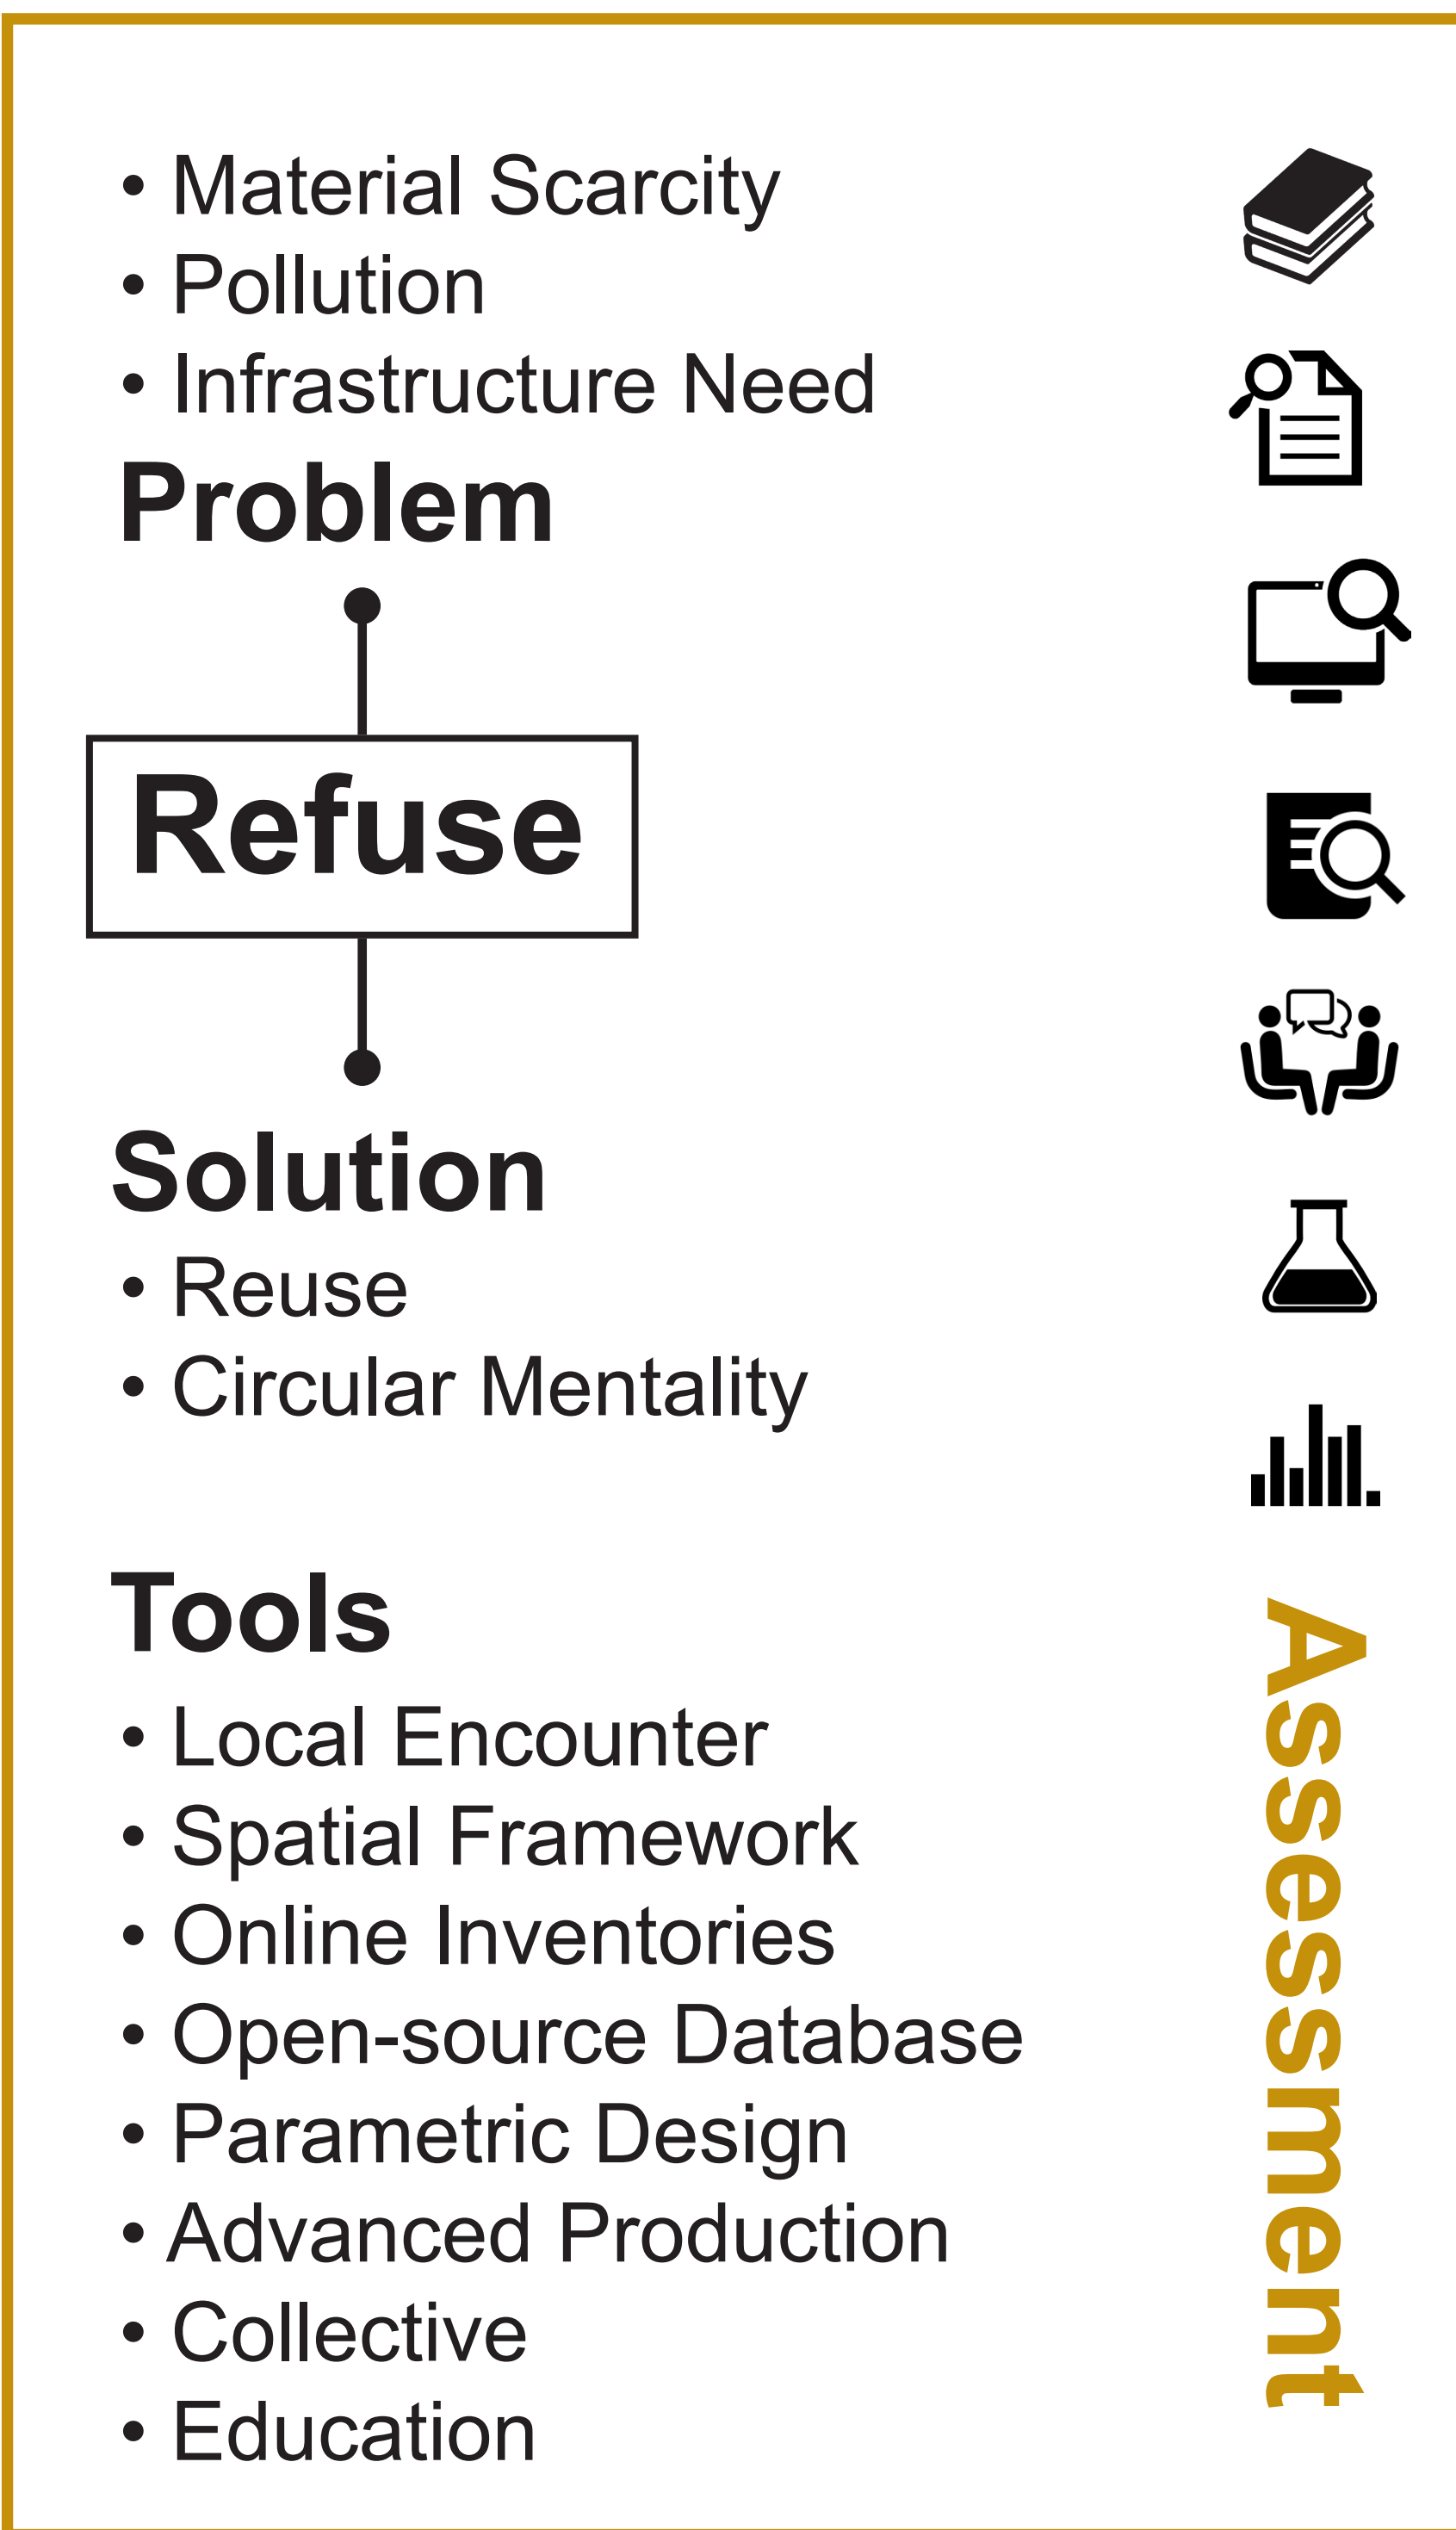 • Material Scarcity
• Pollution
• Infrastructure Need
Problem
Refuse
Solution
• Reuse
• Circular Mentality
Tools
• Local Encounter
• Spatial Framework
• Online Inventories
• Open-source Database
• Parametric Design
• Advanced Production
• Collective
• Education
Assessment